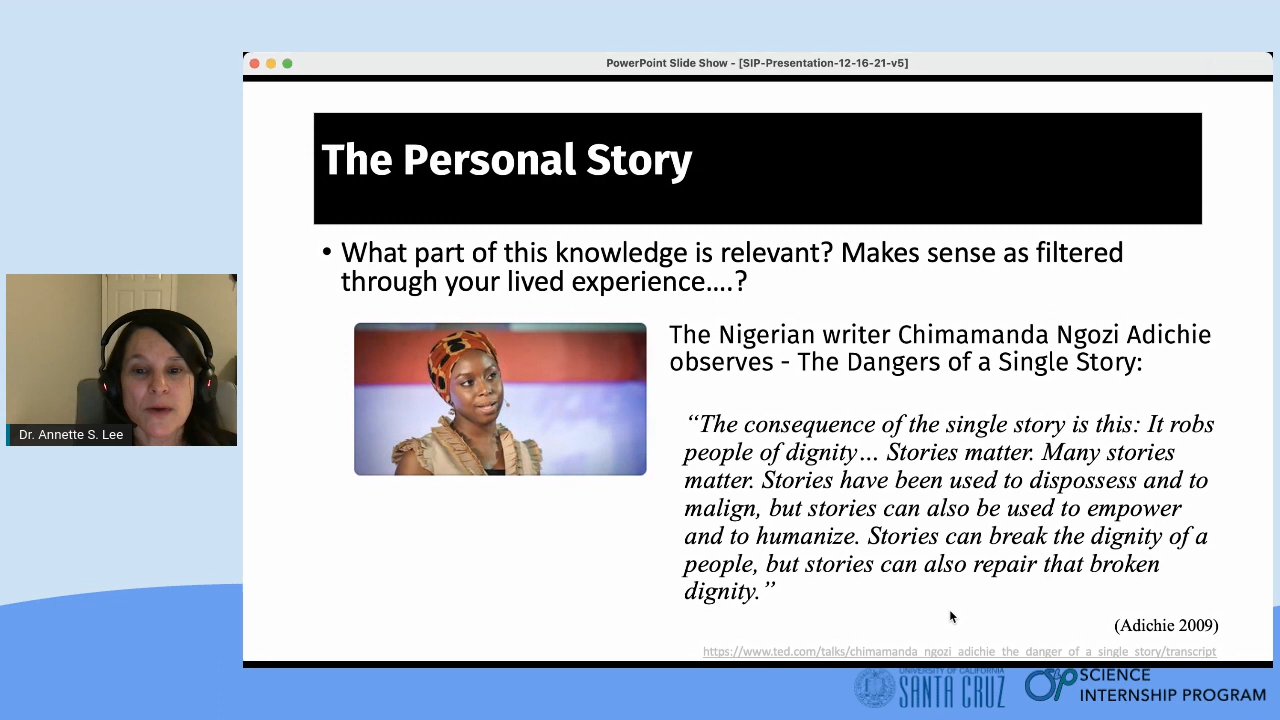 PowerPoint Slide Show - [SIP-Presentation-12-16-21-v5]
The Personal Story
• What part of this knowledge is relevant? Makes sense as filtered
through your lived experience....?
The Nigerian writer Chimamanda Ngozi Adichie
observes - The Dangers of a Single Story:
“The consequence of the single story is this: It robs
people of dignity… Stories matter. Many stories
matter. Stories have been used to dispossess and to
malign, but stories can also be used to empower
and to humanize. Stories can break the dignity of a
people, but stories can also repair that broken
dignity.”
(Adichie 2009)
https://www.ted.com/talks/chimamanda_ngozi_adichie_the_danger_of_a_single_story/transcript
Dr. Annette S. Lee
UNIVERSITY OF CALIFORNIA
SANTA CRUZ
SCIENCE
INTERNSHIP PROGRAM